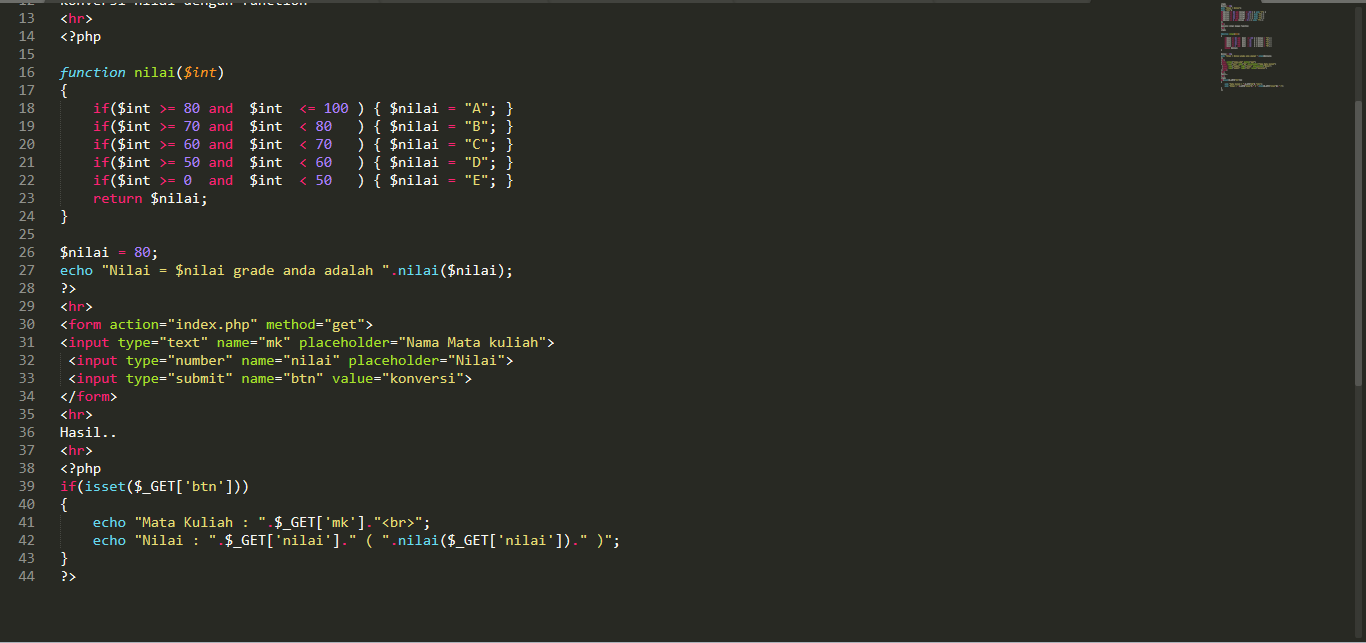 12 Konversi nilai dengan function
13 <hr>
14 <?php
15
16 function nilai($int)
17 {
18     if($int >= 80 and  $int  <= 100 ) { $nilai = "A"; }
19     if($int >= 70 and  $int  < 80   ) { $nilai = "B"; }
20     if($int >= 60 and  $int  < 70   ) { $nilai = "C"; }
21     if($int >= 50 and  $int  < 60   ) { $nilai = "D"; }
22     if($int >= 0  and  $int  < 50   ) { $nilai = "E"; }
23     return $nilai;
24 }
25
26 $nilai = 80;
27 echo "Nilai = $nilai grade anda adalah ".nilai($nilai);
28 ?>
29 <hr>
30 <form action="index.php" method="get">
31 <input type="text" name="mk" placeholder="Nama Mata kuliah">
32  <input type="number" name="nilai" placeholder="Nilai">
33  <input type="submit" name="btn" value="konversi">
34 </form>
35 <hr>
36 Hasil..
37 <hr>
38 <?php
39 if(isset($_GET['btn']))
40 {
41     echo "Mata Kuliah : ".$_GET['mk']."<br>";
42     echo "Nilai : ".$_GET['nilai']." ( ".nilai($_GET['nilai'])." )";
43 }
44 ?>